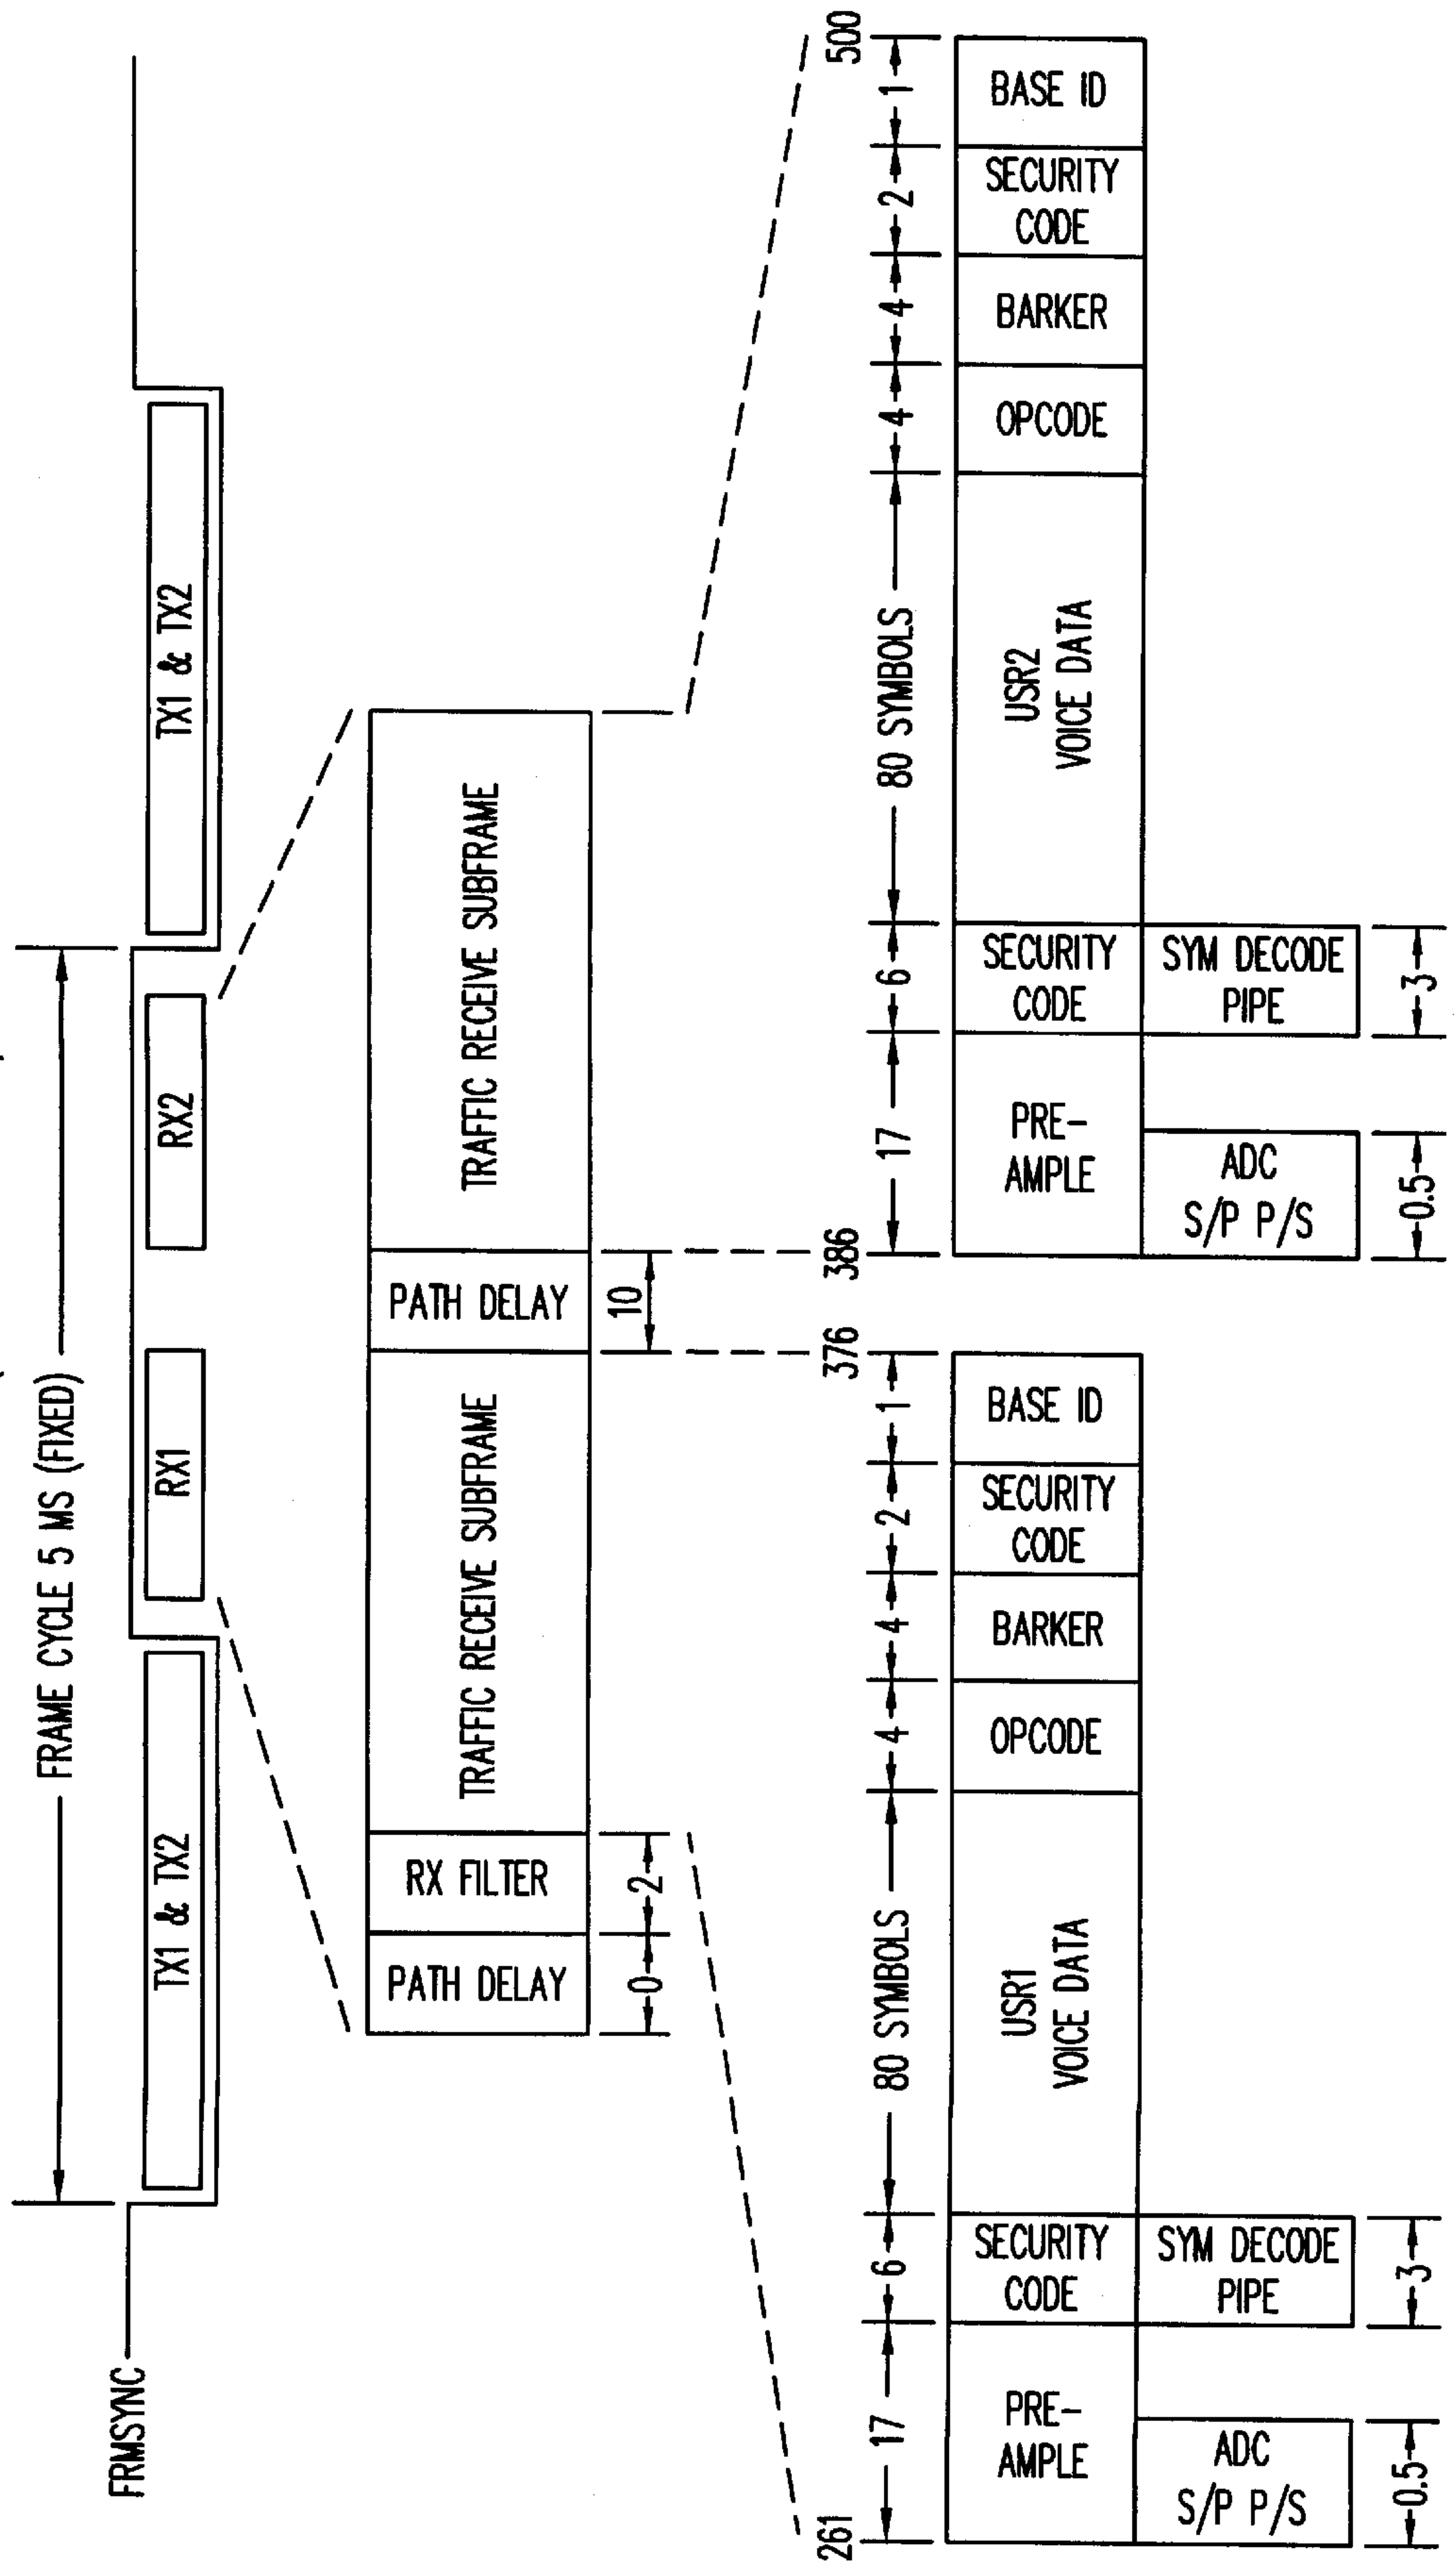 FRAME CYCLE 5 MS (FIXED)
FRMSYNC
TX1 & TX2
RX1
RX2
TX1 & TX2
PATH DELAY
RX FILTER
TRAFFIC RECEIVE SUBFRAME
PATH DELAY
TRAFFIC RECEIVE SUBFRAME
0
2
10
261
376
386
500
17
6
80 SYMBOLS
4
4
2
1
17
6
80 SYMBOLS
4
4
2
1
PRE-
AMPLE
SECURITY
CODE
USR1
VOICE DATA
OPCODE
BARKER
SECURITY
CODE
BASE ID
PRE-
AMPLE
SECURITY
CODE
USR2
VOICE DATA
OPCODE
BARKER
SECURITY
CODE
BASE ID
ADC
S/P P/S
SYM DECODE
PIPE
ADC
S/P P/S
SYM DECODE
PIPE
0.5
3
0.5
3